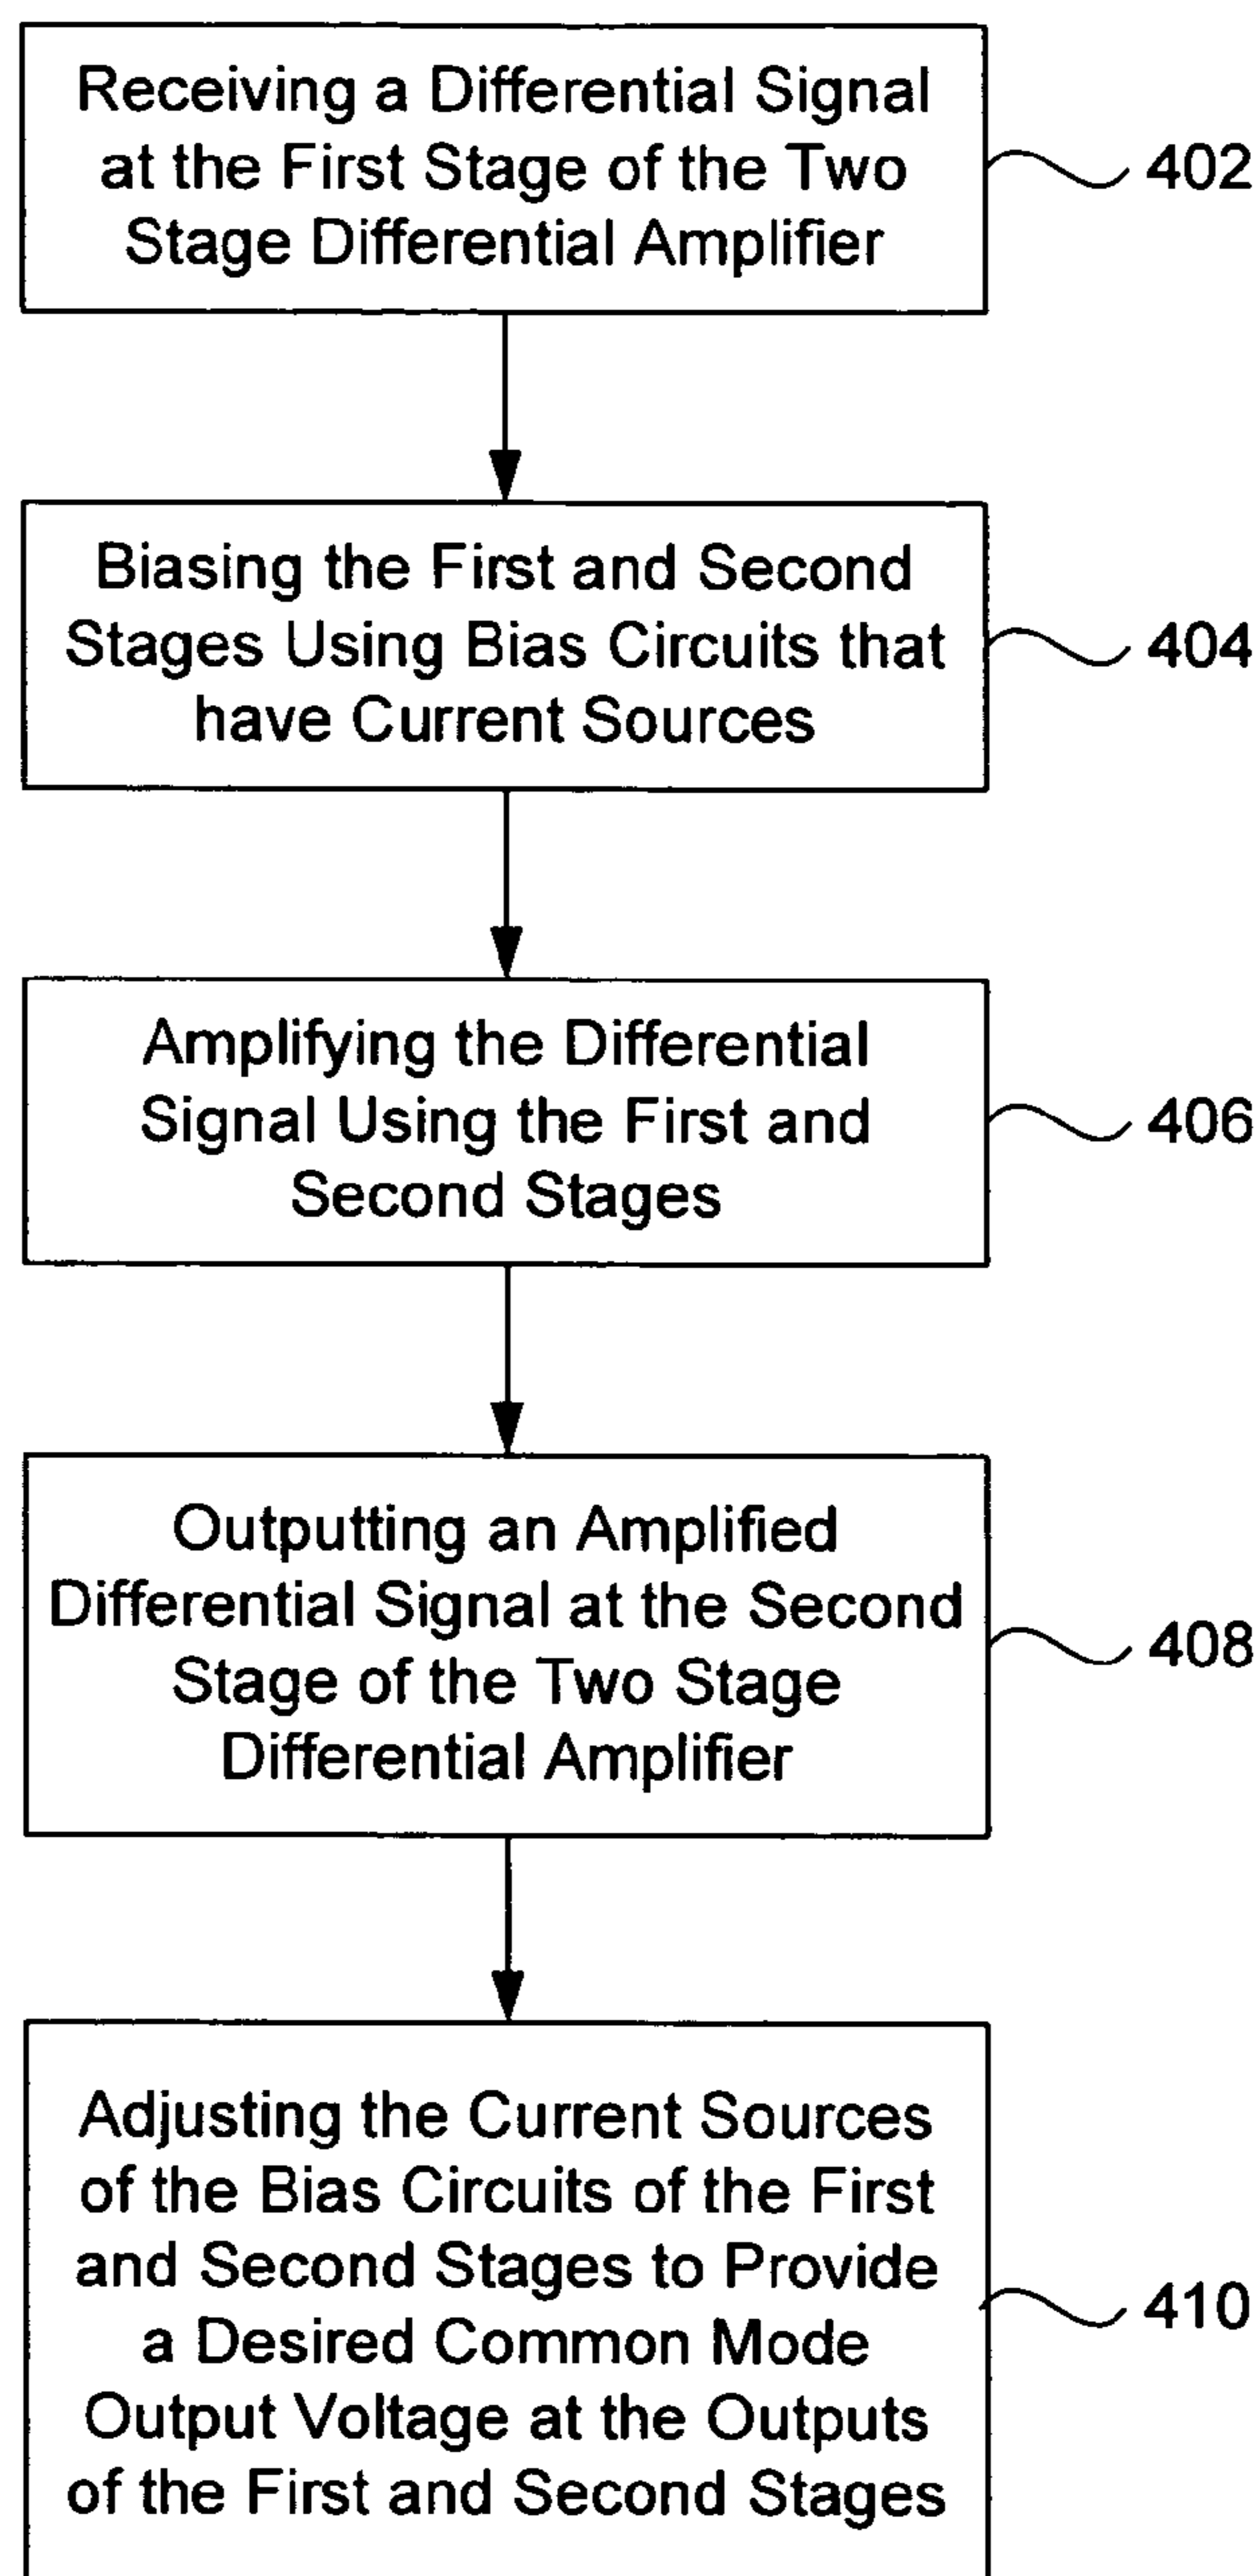 Receiving a Differential Signal
at the First Stage of the Two
Stage Differential Amplifier
402
Biasing the First and Second
Stages Using Bias Circuits that
have Current Sources
404
Amplifying the Differential
Signal Using the First and
Second Stages
406
Outputting an Amplified
Differential Signal at the Second
Stage of the Two Stage
Differential Amplifier
408
Adjusting the Current Sources
of the Bias Circuits of the First
and Second Stages to Provide
a Desired Common Mode
Output Voltage at the Outputs
of the First and Second Stages
410